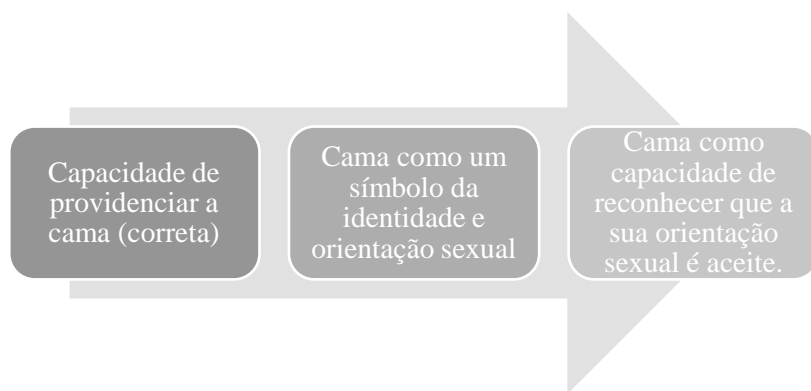 Capacidade de
providenciar a
cama (correta)
Cama como um
símbolo da
identidade e
orientação sexual
Cama como
capacidade de
reconhecer que a
sua orientação
sexual é aceite.